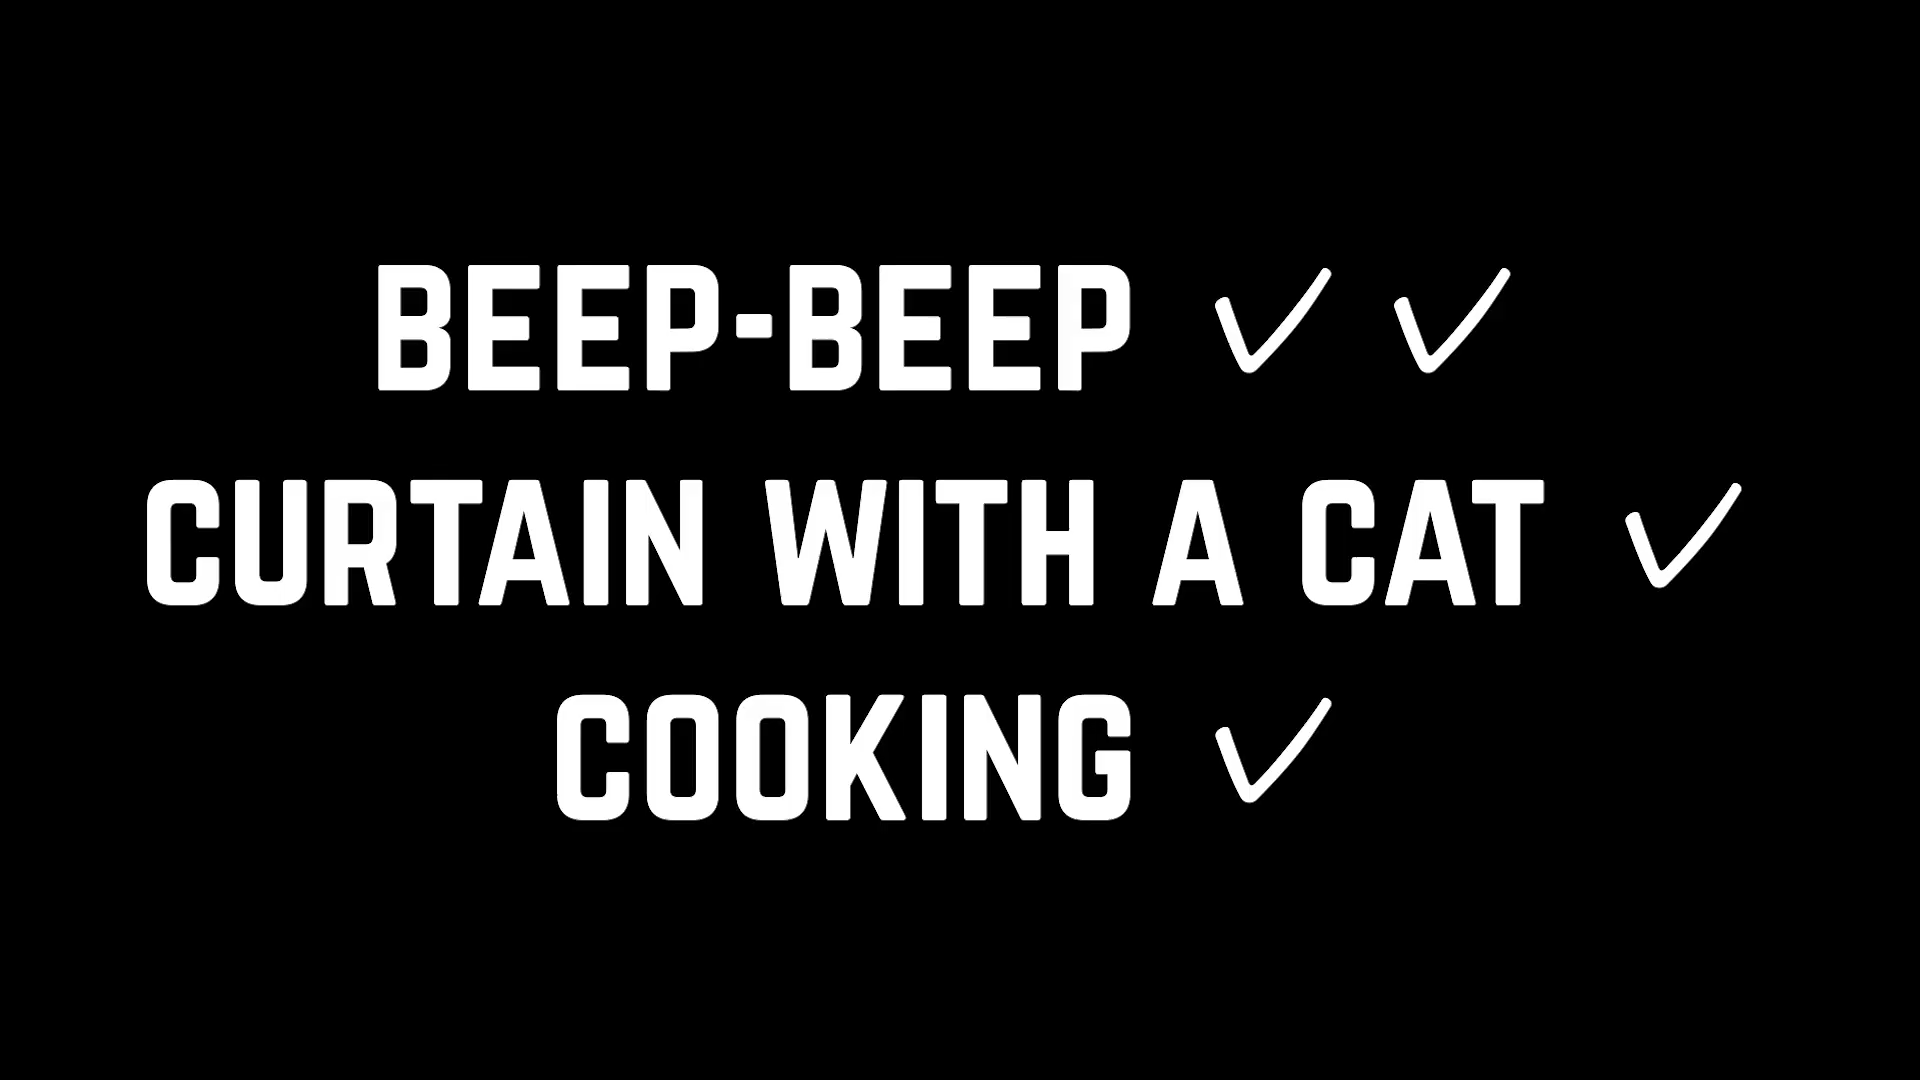 BEEP-BEEP ✓ ✓
CURTAIN WITH A CAT ✓
COOKING ✓